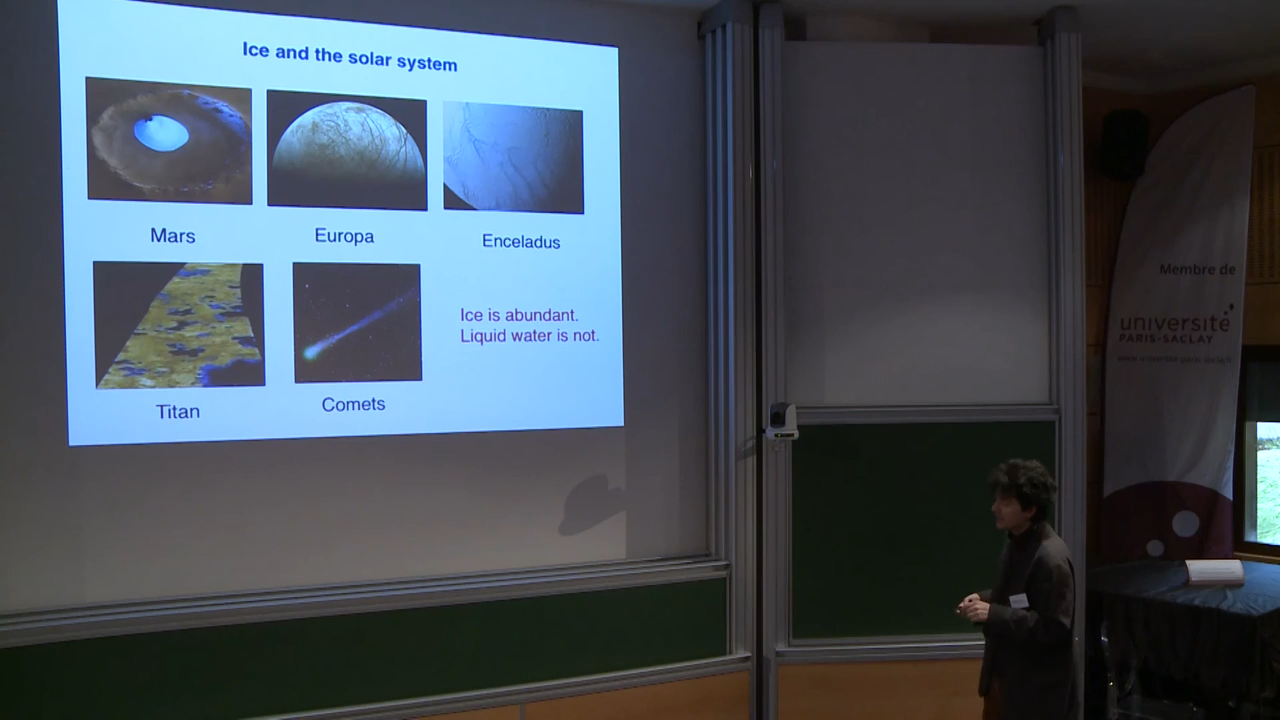 Ice and the solar system
Mars
Europa
Enceladus
Titan
Comets
Ice is abundant.
Liquid water is not.
Membre de
université
PARIS-SACLAY